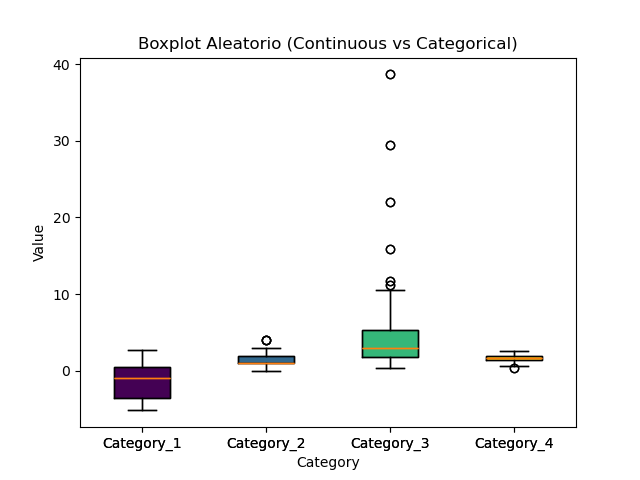 Boxplot Aleatorio (Continuous vs Categorical)
40
30
20
10
0
Value
Category_1 Category_2 Category_3 Category_4
Category